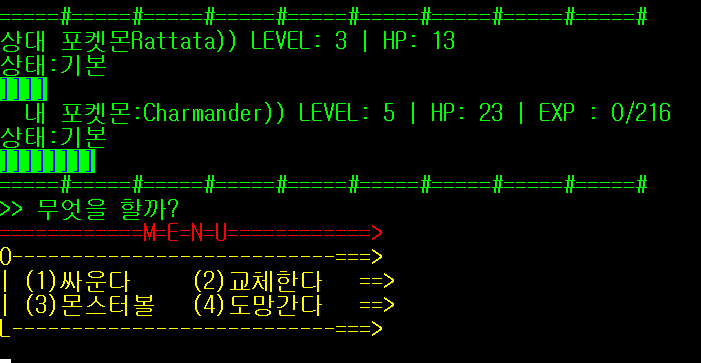 =====#=====#=====#=====#=====#=====#=====#=====#
상대 포켓몬Rattata)) LEVEL: 3 | HP: 13
상태:기본
내 포켓몬:Charmander)) LEVEL: 5 | HP: 23 | EXP : 0/216
상태:기본
=====#=====#=====#=====#=====#=====#=====#=====#
>> 무엇을 할까?
============M=E=N=U============>
O---------------------------===>
| (1)싸운다 (2)교체한다 ==>
| (3)몬스터볼 (4)도망간다 ==>
L---------------------------===>